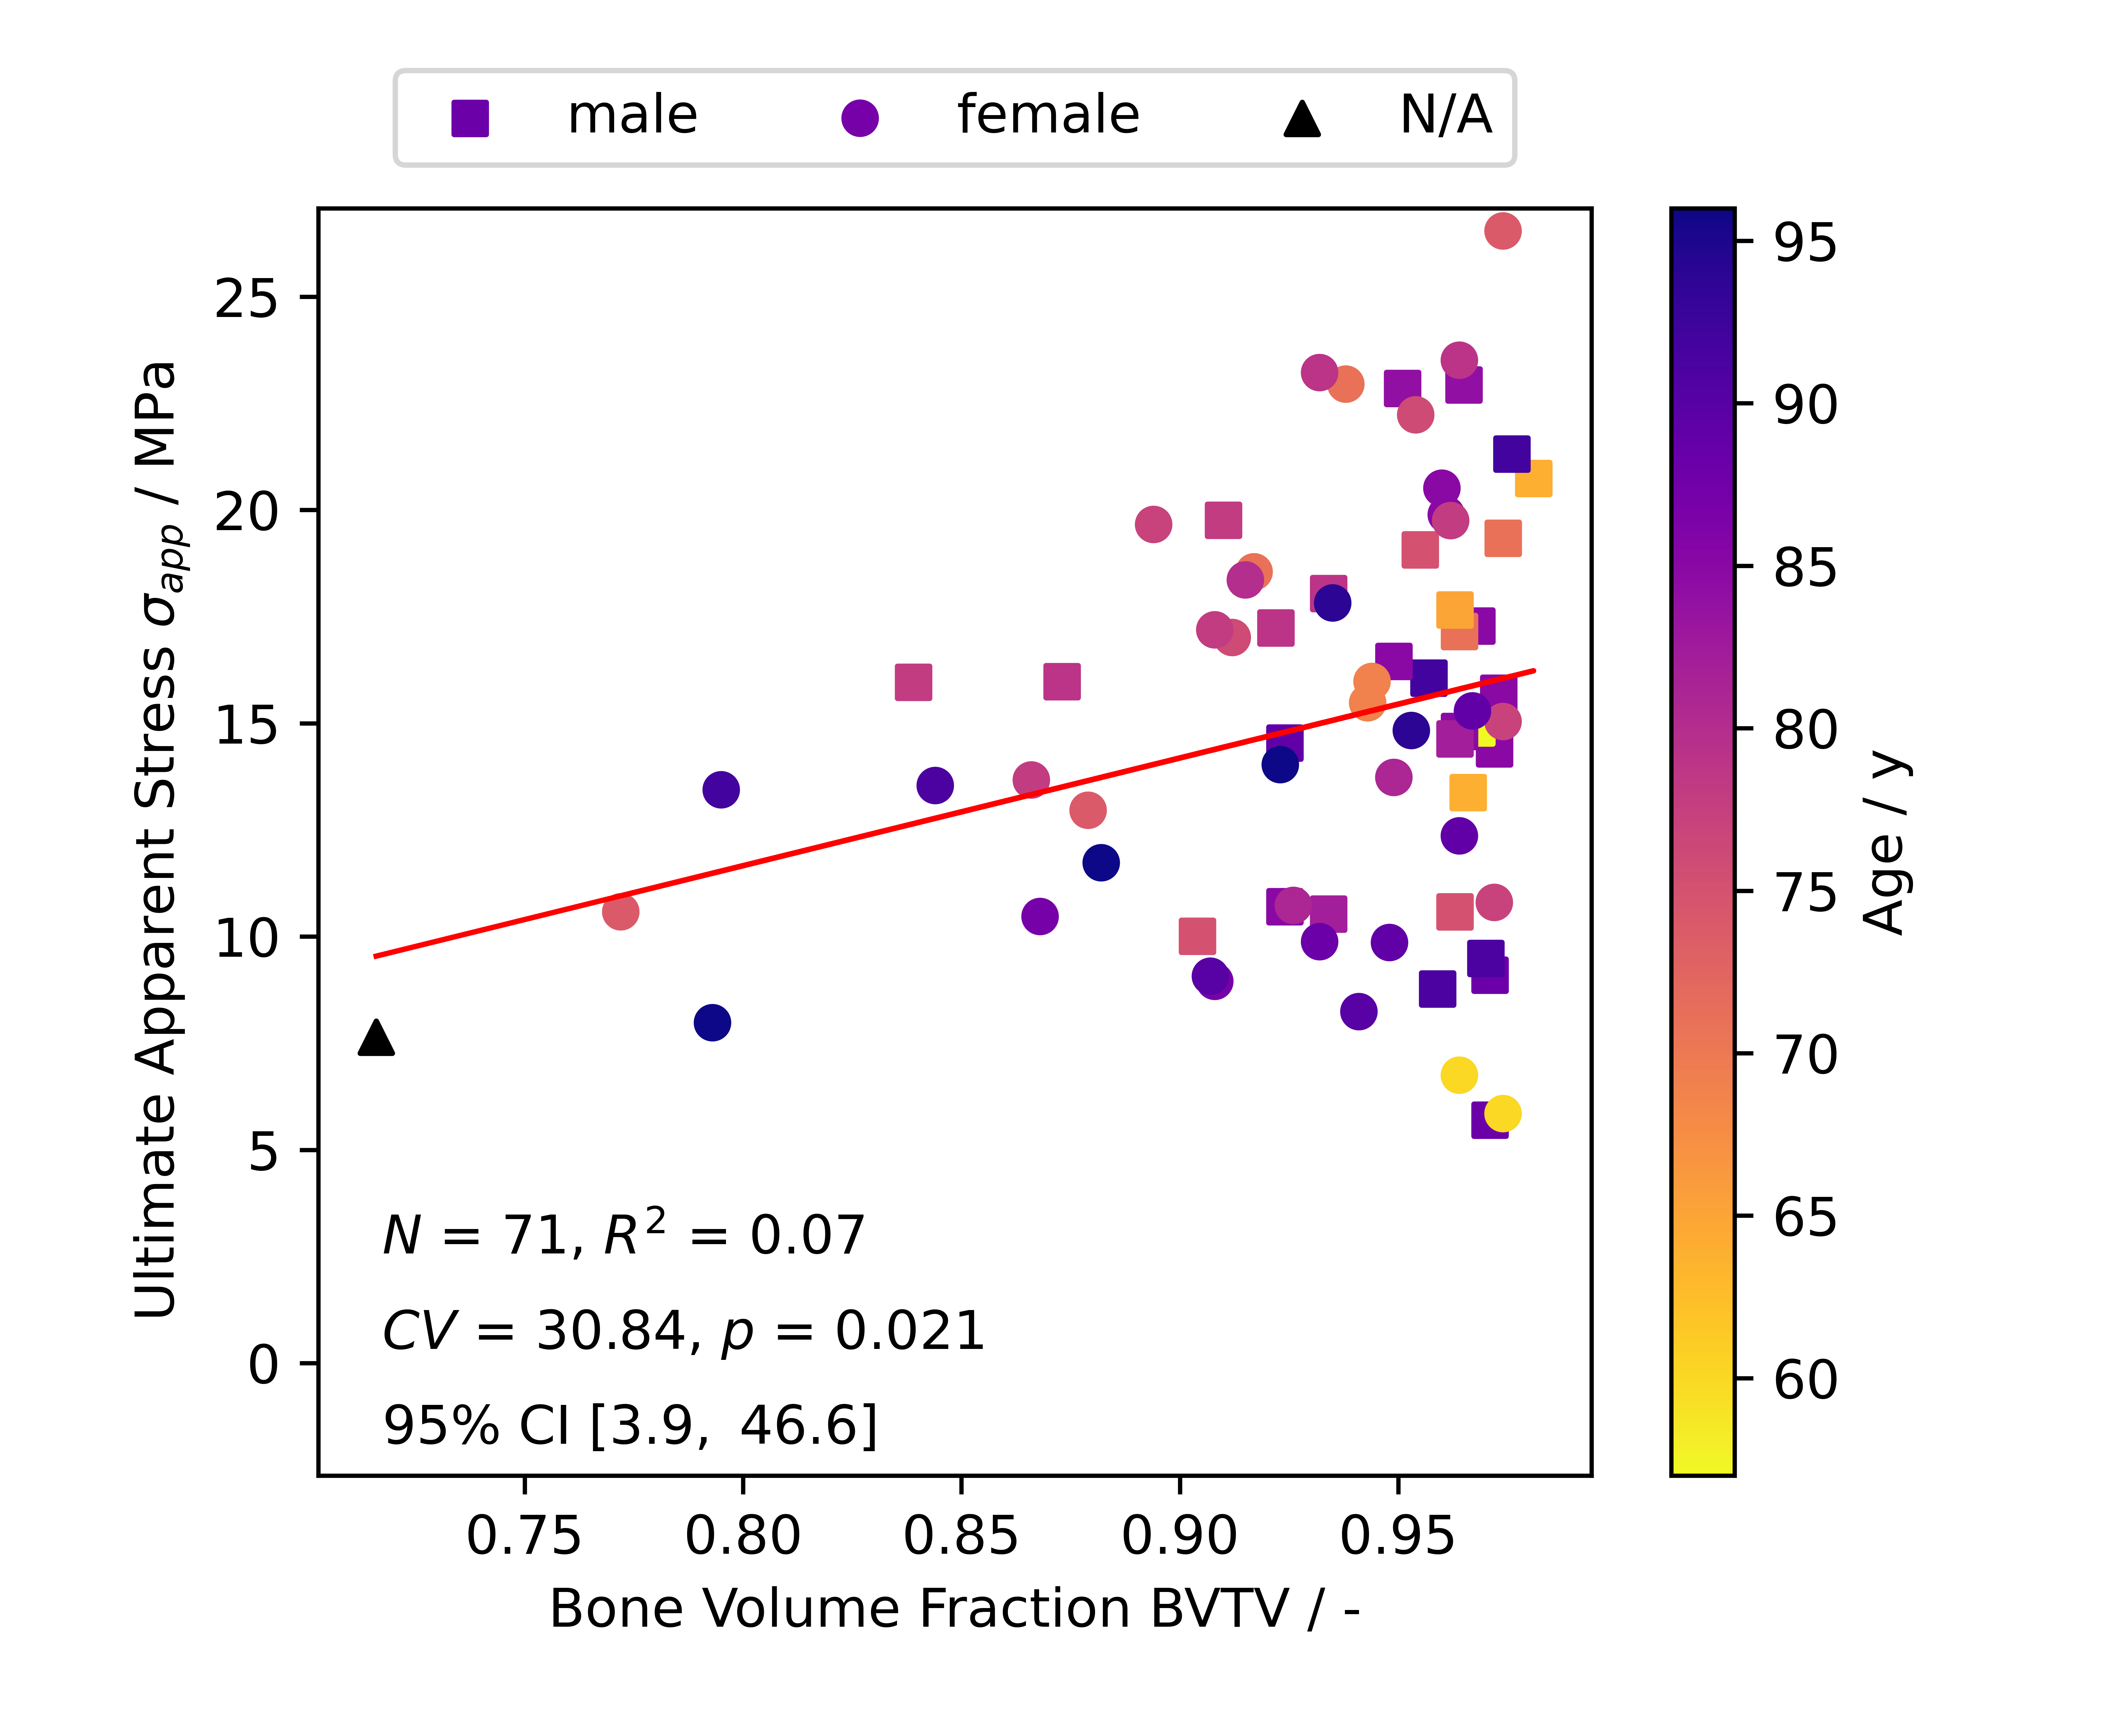 male female N/A
Ultimate Apparent Stress σapp / MPa
25
20
15
10
5
0
N = 71, R² = 0.07
CV = 30.84, p = 0.021
95% CI [3.9, 46.6]
0.75 0.80 0.85 0.90 0.95
Bone Volume Fraction BVTV / -
95
90
85
80
75
70
65
60
Age / y